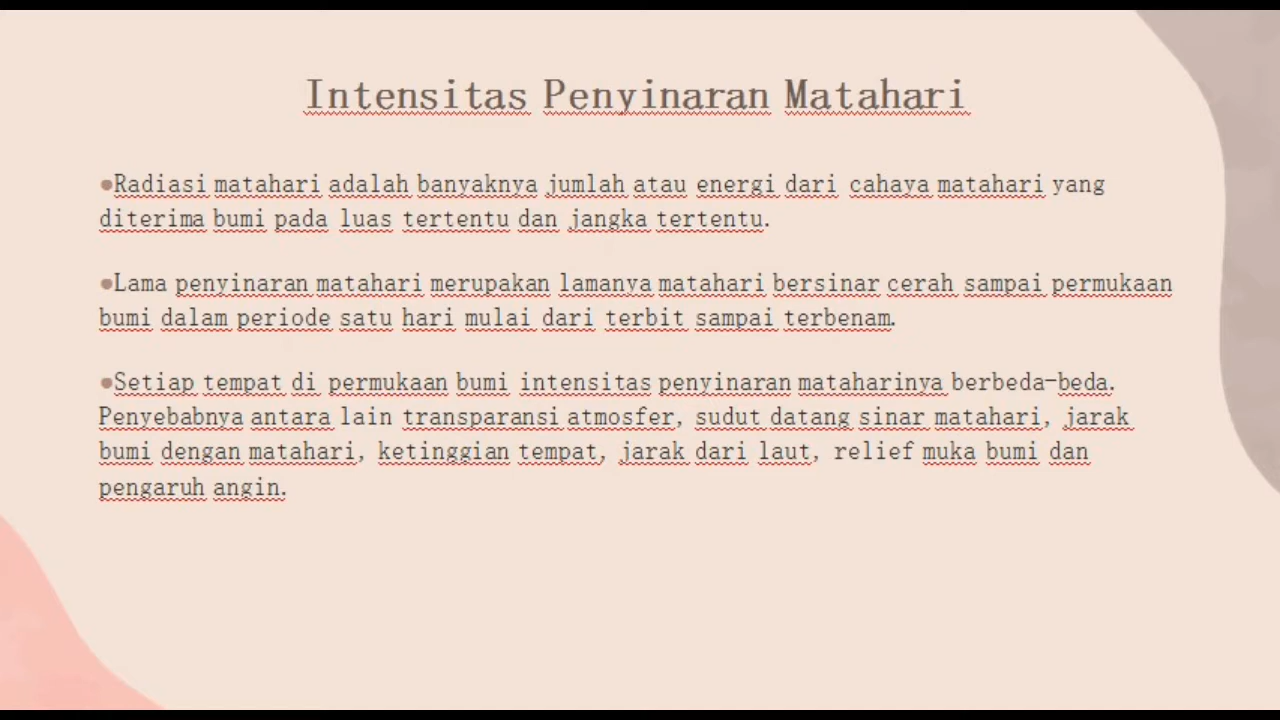 Intensitas Penyinaran Matahari
●Radiasi matahari adalah banyaknya jumlah atau energi dari cahaya matahari yang
diterima bumi pada luas tertentu dan jangka tertentu.
●Lama penyinaran matahari merupakan lamanya matahari bersinar cerah sampai permukaan
bumi dalam periode satu hari mulai dari terbit sampai terbenam.
●Setiap tempat di permukaan bumi intensitas penyinaran mataharinya berbeda-beda.
Penyebabnya antara lain transparansi atmosfer, sudut datang sinar matahari, jarak
bumi dengan matahari, ketinggian tempat, jarak dari laut, relief muka bumi dan
pengaruh angin.